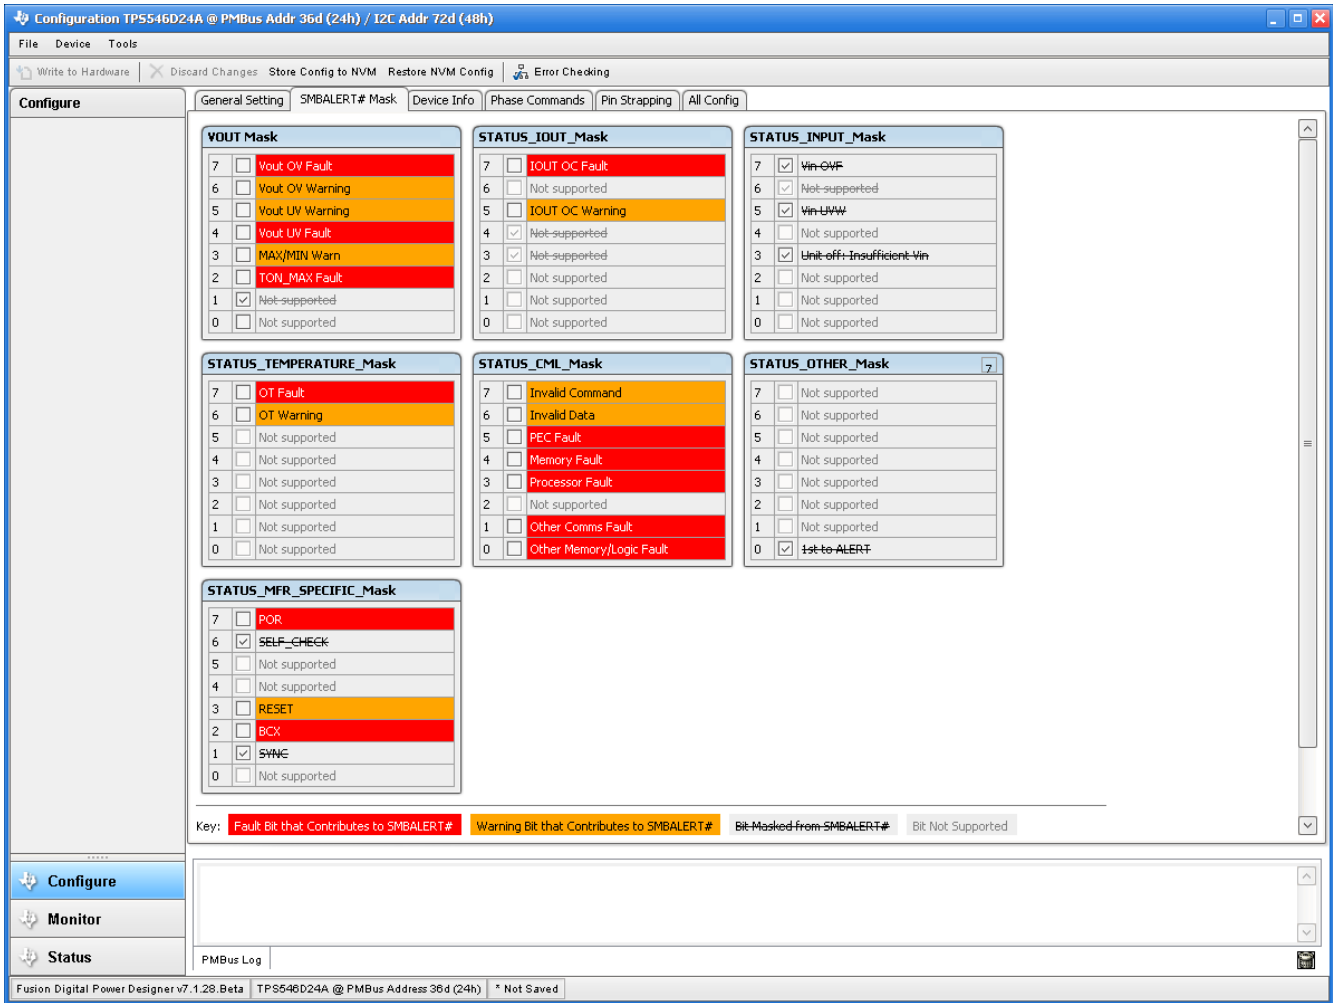 Configuration TPS546D24A @ PMBus Addr 36d (24h) / I2C Addr 72d (48h)
File Device Tools
Write to Hardware Discard Changes Store Config to NVM Restore NVM Config Error Checking
Configure
General Setting SMBALERT# Mask Device Info Phase Commands Pin Strapping All Config
VOUT Mask
7 Vout OV Fault
6 Vout OV Warning
5 Vout UV Warning
4 Vout UV Fault
3 MAX/MIN Warn
2 TON_MAX Fault
1 Not supported
0 Not supported
STATUS_IOUT_Mask
7 IOUT OC Fault
6 Not supported
5 IOUT OC Warning
4 Not supported
3 Not supported
2 Not supported
1 Not supported
0 Not supported
STATUS_INPUT_Mask
7 Vin OVF
6 Not supported
5 Vin UVW
4 Not supported
3 Unit off: Insufficient Vin
2 Not supported
1 Not supported
0 Not supported
STATUS_TEMPERATURE_Mask
7 OT Fault
6 OT Warning
5 Not supported
4 Not supported
3 Not supported
2 Not supported
1 Not supported
0 Not supported
STATUS_CML_Mask
7 Invalid Command
6 Invalid Data
5 PEC Fault
4 Memory Fault
3 Processor Fault
2 Not supported
1 Other Comms Fault
0 Other Memory/Logic Fault
STATUS_OTHER_Mask 7
7 Not supported
6 Not supported
5 Not supported
4 Not supported
3 Not supported
2 Not supported
1 Not supported
0 1st to ALERT
STATUS_MFR_SPECIFIC_Mask
7 POR
6 SELF_CHECK
5 Not supported
4 Not supported
3 RESET
2 BCX
1 SYNC
0 Not supported
Key: Fault Bit that Contributes to SMBALERT# Warning Bit that Contributes to SMBALERT# Bit Masked from SMBALERT# Bit Not Supported
Configure
Monitor
Status
PMBus Log
Fusion Digital Power Designer v7.1.28.Beta TPS546D24A @ PMBus Address 36d (24h) * Not Saved